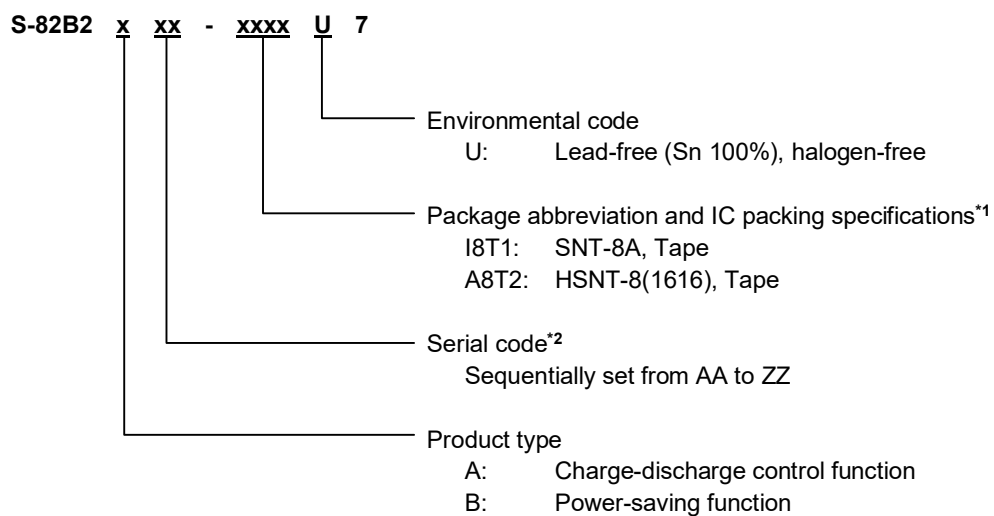 S-82B2 x xx - xxxx U 7
Environmental code
U: Lead-free (Sn 100%), halogen-free
Package abbreviation and IC packing specifications*1
I8T1: SNT-8A, Tape
A8T2: HSNT-8(1616), Tape
Serial code*2
Sequentially set from AA to ZZ
Product type
A: Charge-discharge control function
B: Power-saving function